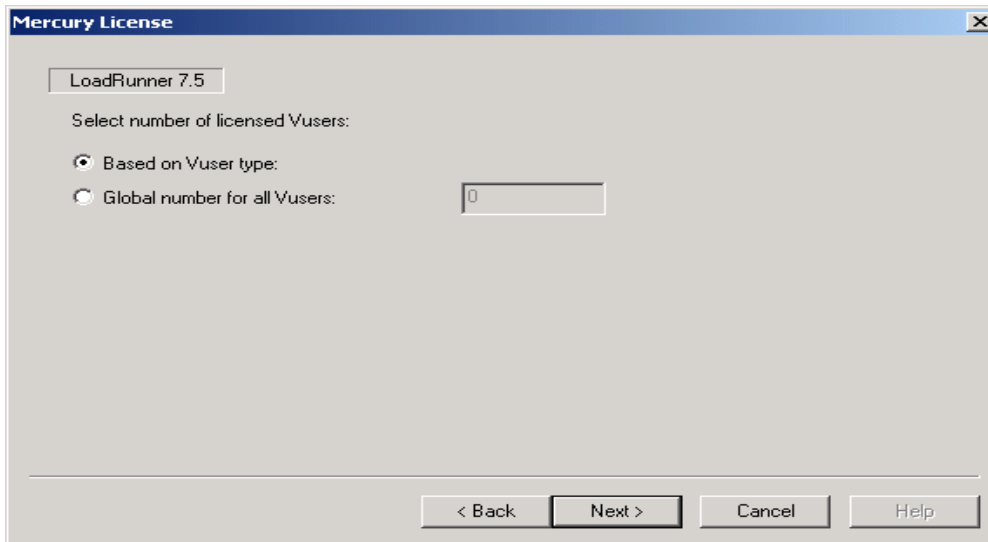 Mercury License
LoadRunner 7.5
Select number of licensed Vusers:
Based on Vuser type:
Global number for all Vusers: 0
< Back Next > Cancel Help